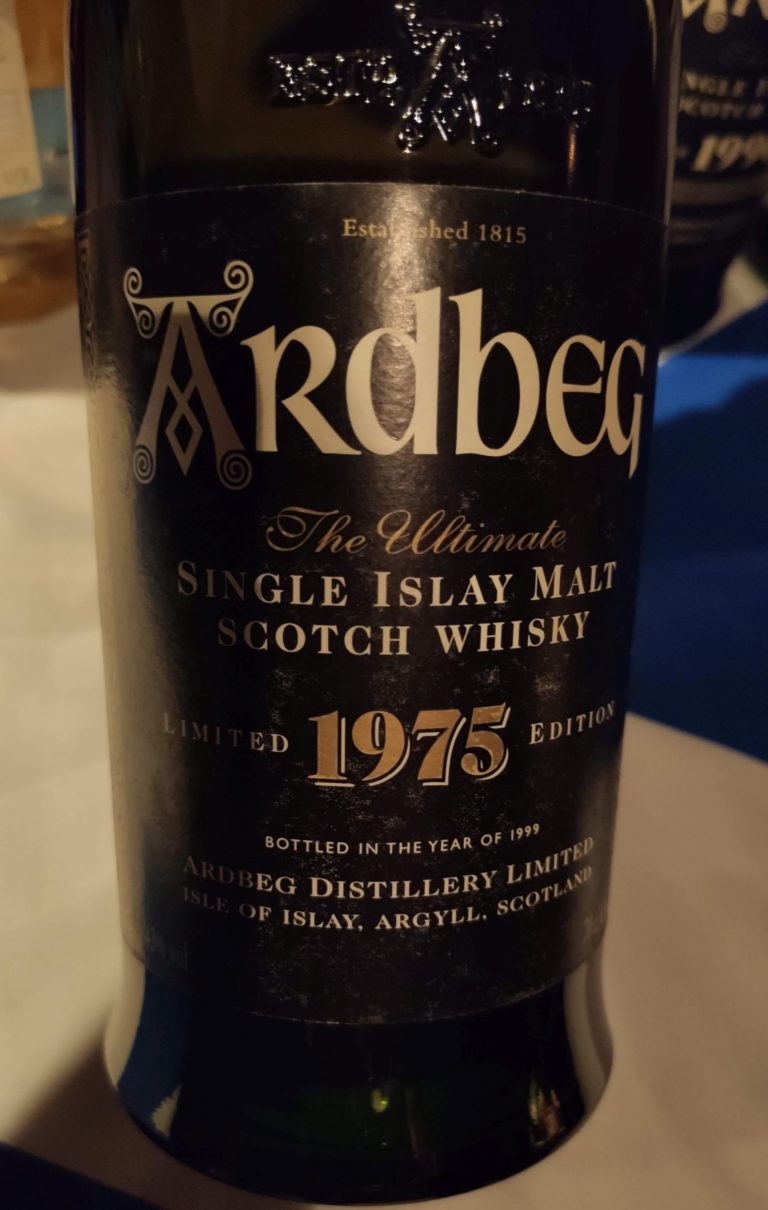 Established 1815
Ardbeg
The Ultimate
SINGLE ISLAY MALT
SCOTCH WHISKY
LIMITED 1975 EDITION
BOTTLED IN THE YEAR OF 1999
ARDBEG DISTILLERY LIMITED
ISLE OF ISLAY, ARGYLL, SCOTLAND
vol